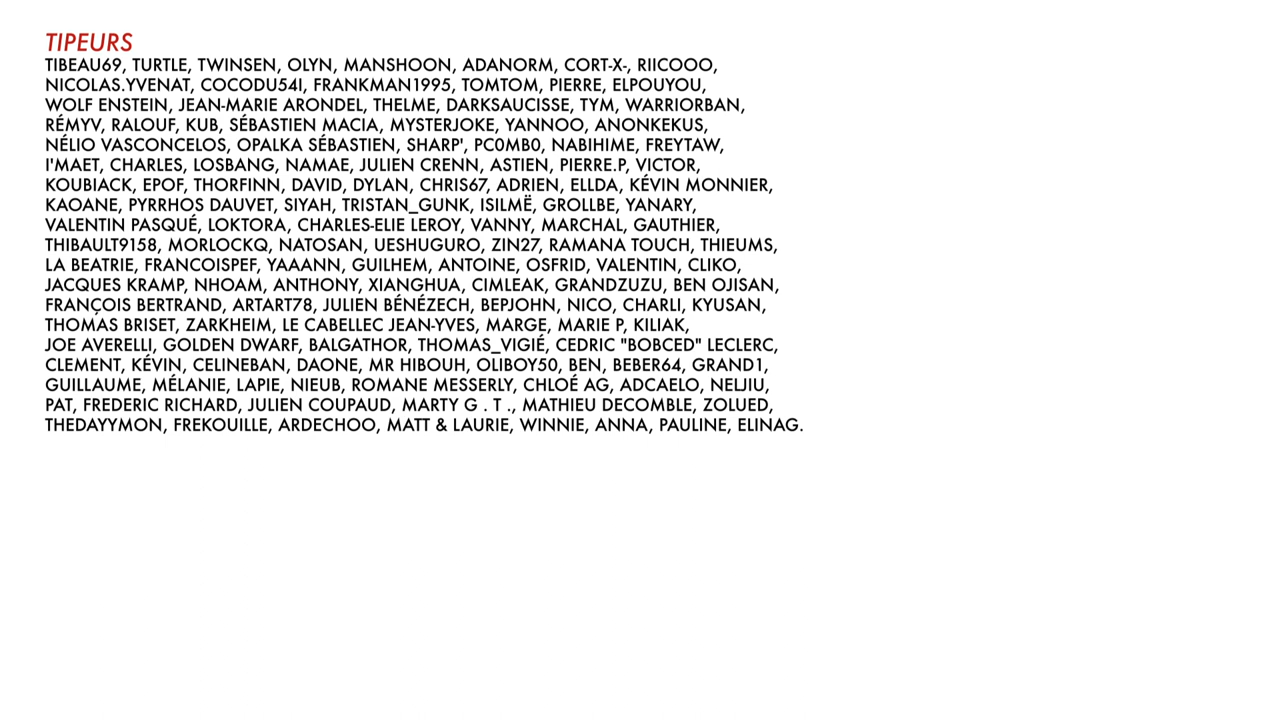 TIPEURS
TIBEAU69, TURTLE, TWINSEN, OLYN, MANSHOON, ADANORM, CORT-X-, RIICOOO,
NICOLAS.YVENAT, COCODU54I, FRANKMAN1995, TOMTOM, PIERRE, ELPOUYOU,
WOLF ENSTEIN, JEAN-MARIE ARONDEL, THELME, DARKSAUCISSE, TYM, WARRIORBAN,
RÉMYV, RALOUF, KUB, SÉBASTIEN MACIA, MYSTERJOKE, YANNOO, ANONKEKUS,
NÉLIO VASCONCELOS, OPALKA SÉBASTIEN, SHARP', PC0MB0, NABIHIME, FREYTAW,
I'MAET, CHARLES, LOSBANG, NAMAE, JULIEN CRENN, ASTIEN, PIERRE.P, VICTOR,
KOUBIACK, EPOF, THORFINN, DAVID, DYLAN, CHRIS67, ADRIEN, ELLDA, KÉVIN MONNIER,
KAOANE, PYRRHOS DAUVET, SIYAH, TRISTAN_GUNK, ISILMË, GROLLBE, YANARY,
VALENTIN PASQUÉ, LOKTORA, CHARLES-ELIE LEROY, VANNY, MARCHAL, GAUTHIER,
THIBAULT9158, MORLOCKQ, NATOSAN, UESHUGURO, ZIN27, RAMANA TOUCH, THIEUMS,
LA BEATRIE, FRANCOISPEF, YAAANN, GUILHEM, ANTOINE, OSFRID, VALENTIN, CLIKO,
JACQUES KRAMP, NHOAM, ANTHONY, XIANGHUA, CIMLEAK, GRANDZUZU, BEN OJISAN,
FRANÇOIS BERTRAND, ARTART78, JULIEN BÉNÉZECH, BEPJOHN, NICO, CHARLI, KYUSAN,
THOMAS BRISET, ZARKHEIM, LE CABELLEC JEAN-YVES, MARGE, MARIE P, KILIAK,
JOE AVERELLI, GOLDEN DWARF, BALGATHOR, THOMAS_VIGIÉ, CEDRIC "BOBCED" LECLERC,
CLEMENT, KÉVIN, CELINEBAN, DAONE, MR HIBOUH, OLIBOY50, BEN, BEBER64, GRAND1,
GUILLAUME, MÉLANIE, LAPIE, NIEUB, ROMANE MESSERLY, CHLOÉ AG, ADCAELO, NELJIU,
PAT, FREDERIC RICHARD, JULIEN COUPAUD, MARTY G . T ., MATHIEU DECOMBLE, ZOLUED,
THEDAYYMON, FREKOUILLE, ARDECHOO, MATT & LAURIE, WINNIE, ANNA, PAULINE, ELINAG.